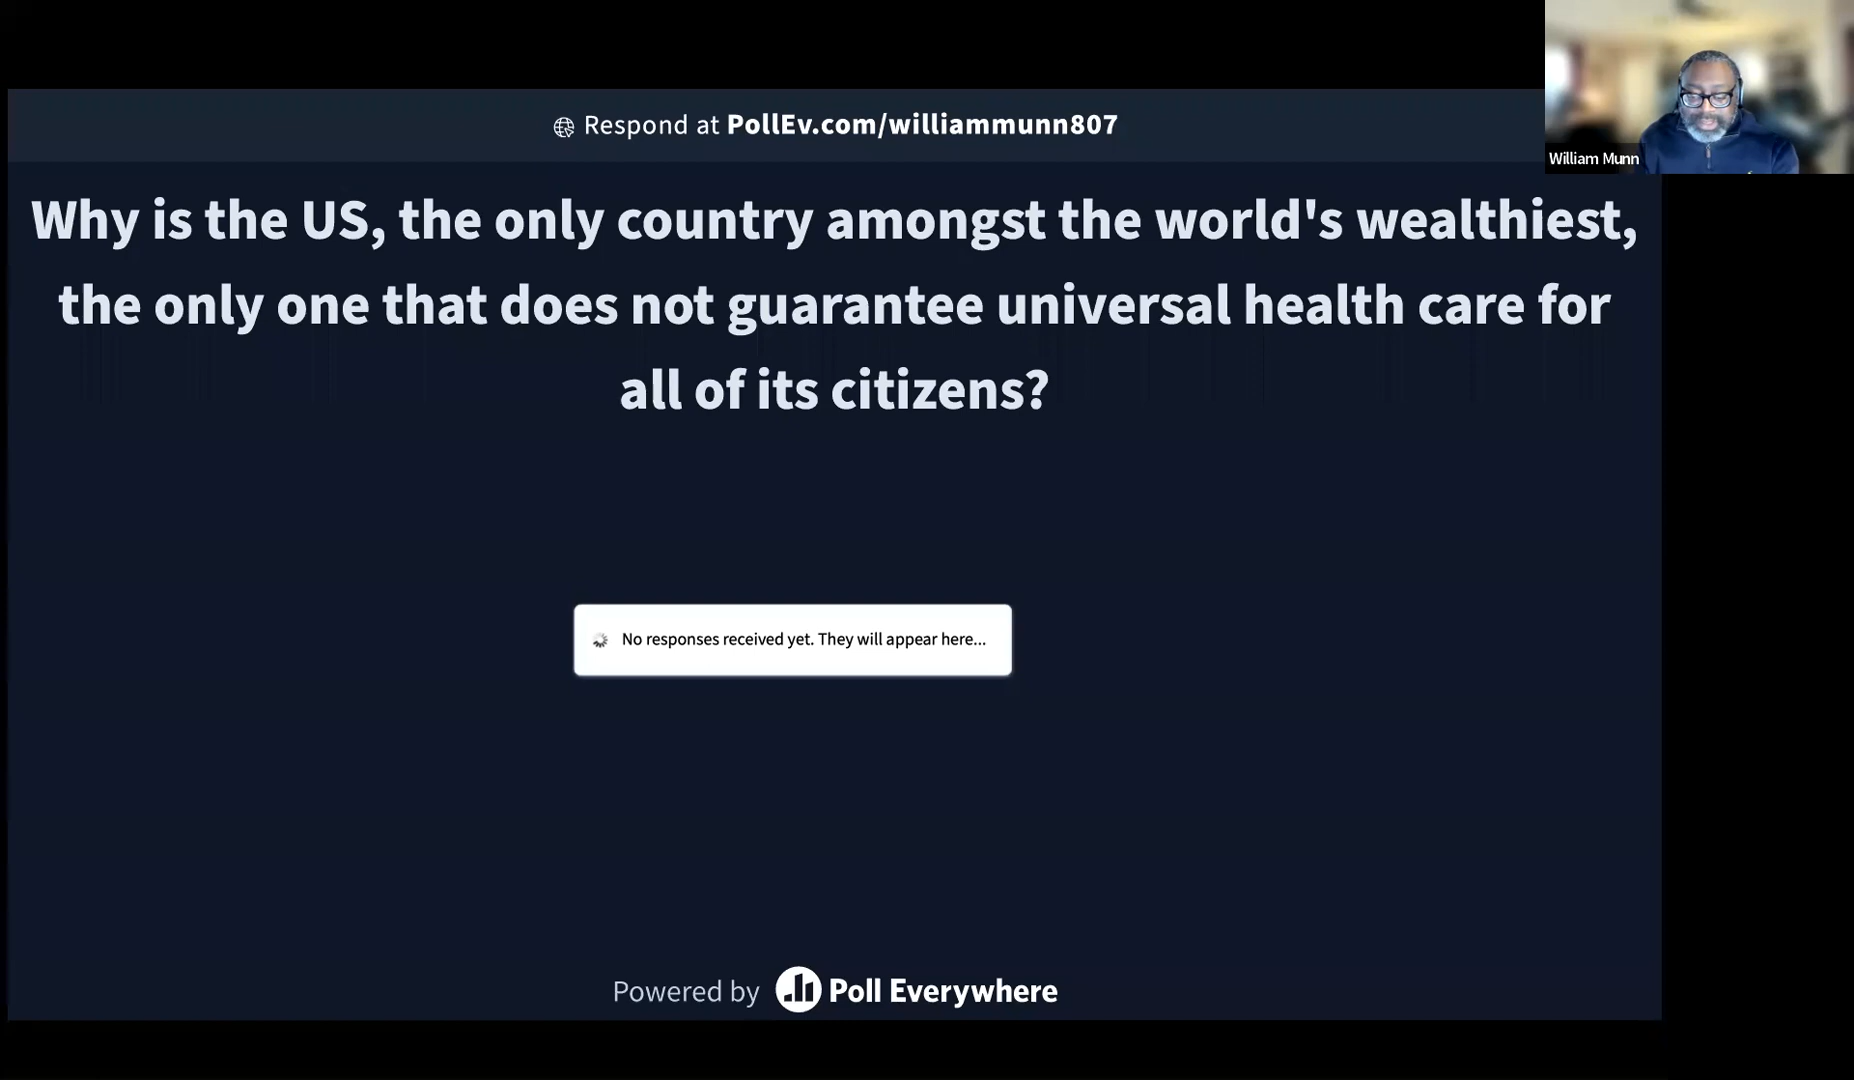 Respond at PollEv.com/williammunn807
William Munn
Why is the US, the only country amongst the world's wealthiest,
the only one that does not guarantee universal health care for
all of its citizens?
No responses received yet. They will appear here...
Powered by Poll Everywhere